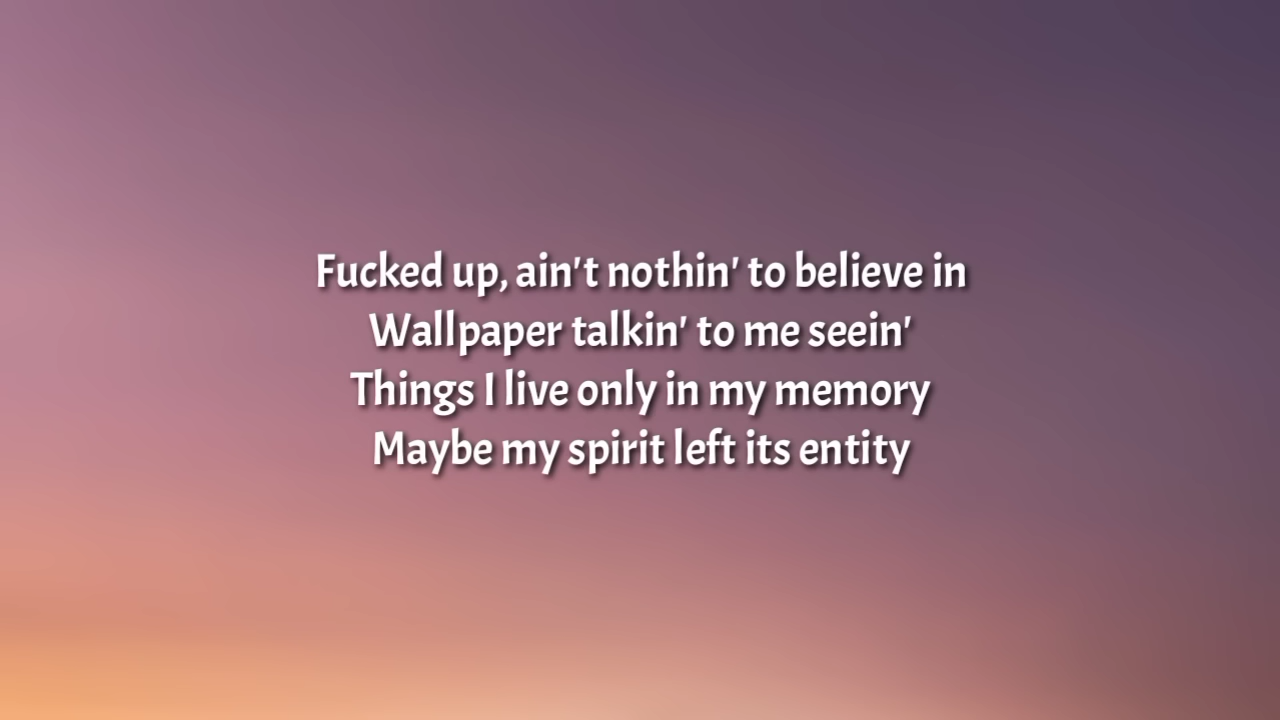 Fucked up, ain't nothin' to believe in
Wallpaper talkin' to me seein'
Things I live only in my memory
Maybe my spirit left its entity